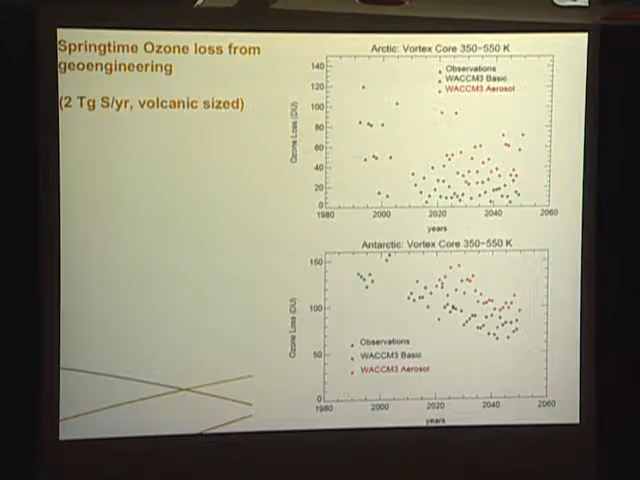 Springtime Ozone loss from
geoengineering
(2 Tg S/yr, volcanic sized)
Arctic: Vortex Core 350-550 K
140
120
100
80
60
40
20
0
Ozone Loss (DU)
Observations
WACCM3 Basic
WACCM3 Aerosol
1980 2000 2020 2040 2060
years
Antarctic: Vortex Core 350-550 K
150
100
50
0
Ozone Loss (DU)
Observations
WACCM3 Basic
WACCM3 Aerosol
1980 2000 2020 2040 2060
years